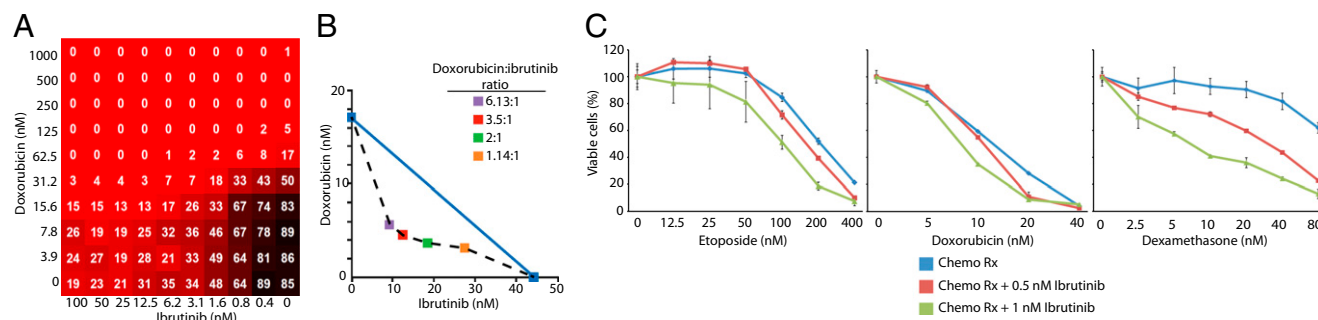 A
1000 0 0 0 0 0 0 0 0 0 1
500 0 0 0 0 0 0 0 0 0 0
250 0 0 0 0 0 0 0 0 0 0
125 0 0 0 0 0 0 0 0 2 5
62.5 0 0 0 0 1 2 2 6 8 17
31.2 3 4 4 3 7 7 18 33 43 50
15.6 15 15 13 13 17 26 33 67 74 83
7.8 26 19 19 25 32 36 46 67 78 89
3.9 24 27 19 28 21 33 49 64 81 86
0 19 23 21 31 35 34 48 64 89 85
100 50 25 12.5 6.2 3.1 1.6 0.8 0.4 0
Doxorubicin (nM)
Ibrutinib (nM)
B
Doxorubicin:ibrutinib
ratio
6.13:1
3.5:1
2:1
1.14:1
20
10
0
Doxorubicin (nM)
0 10 20 30 40 50
Ibrutinib (nM)
C
120
100
80
60
40
20
0
Viable cells (%)
0 12.5 25 50 100 200 400
Etoposide (nM)
0 5 10 20 40
Doxorubicin (nM)
0 2.5 5 10 20 40 80
Dexamethasone (nM)
Chemo Rx
Chemo Rx + 0.5 nM Ibrutinib
Chemo Rx + 1 nM Ibrutinib